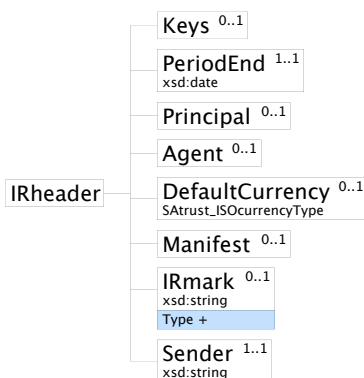 Keys 0..1
PeriodEnd 1..1
xsd:date
Principal 0..1
Agent 0..1
IRheader
DefaultCurrency 0..1
SAtrust_ISOcurrencyType
Manifest 0..1
IRmark 0..1
xsd:string
Type +
Sender 1..1
xsd:string